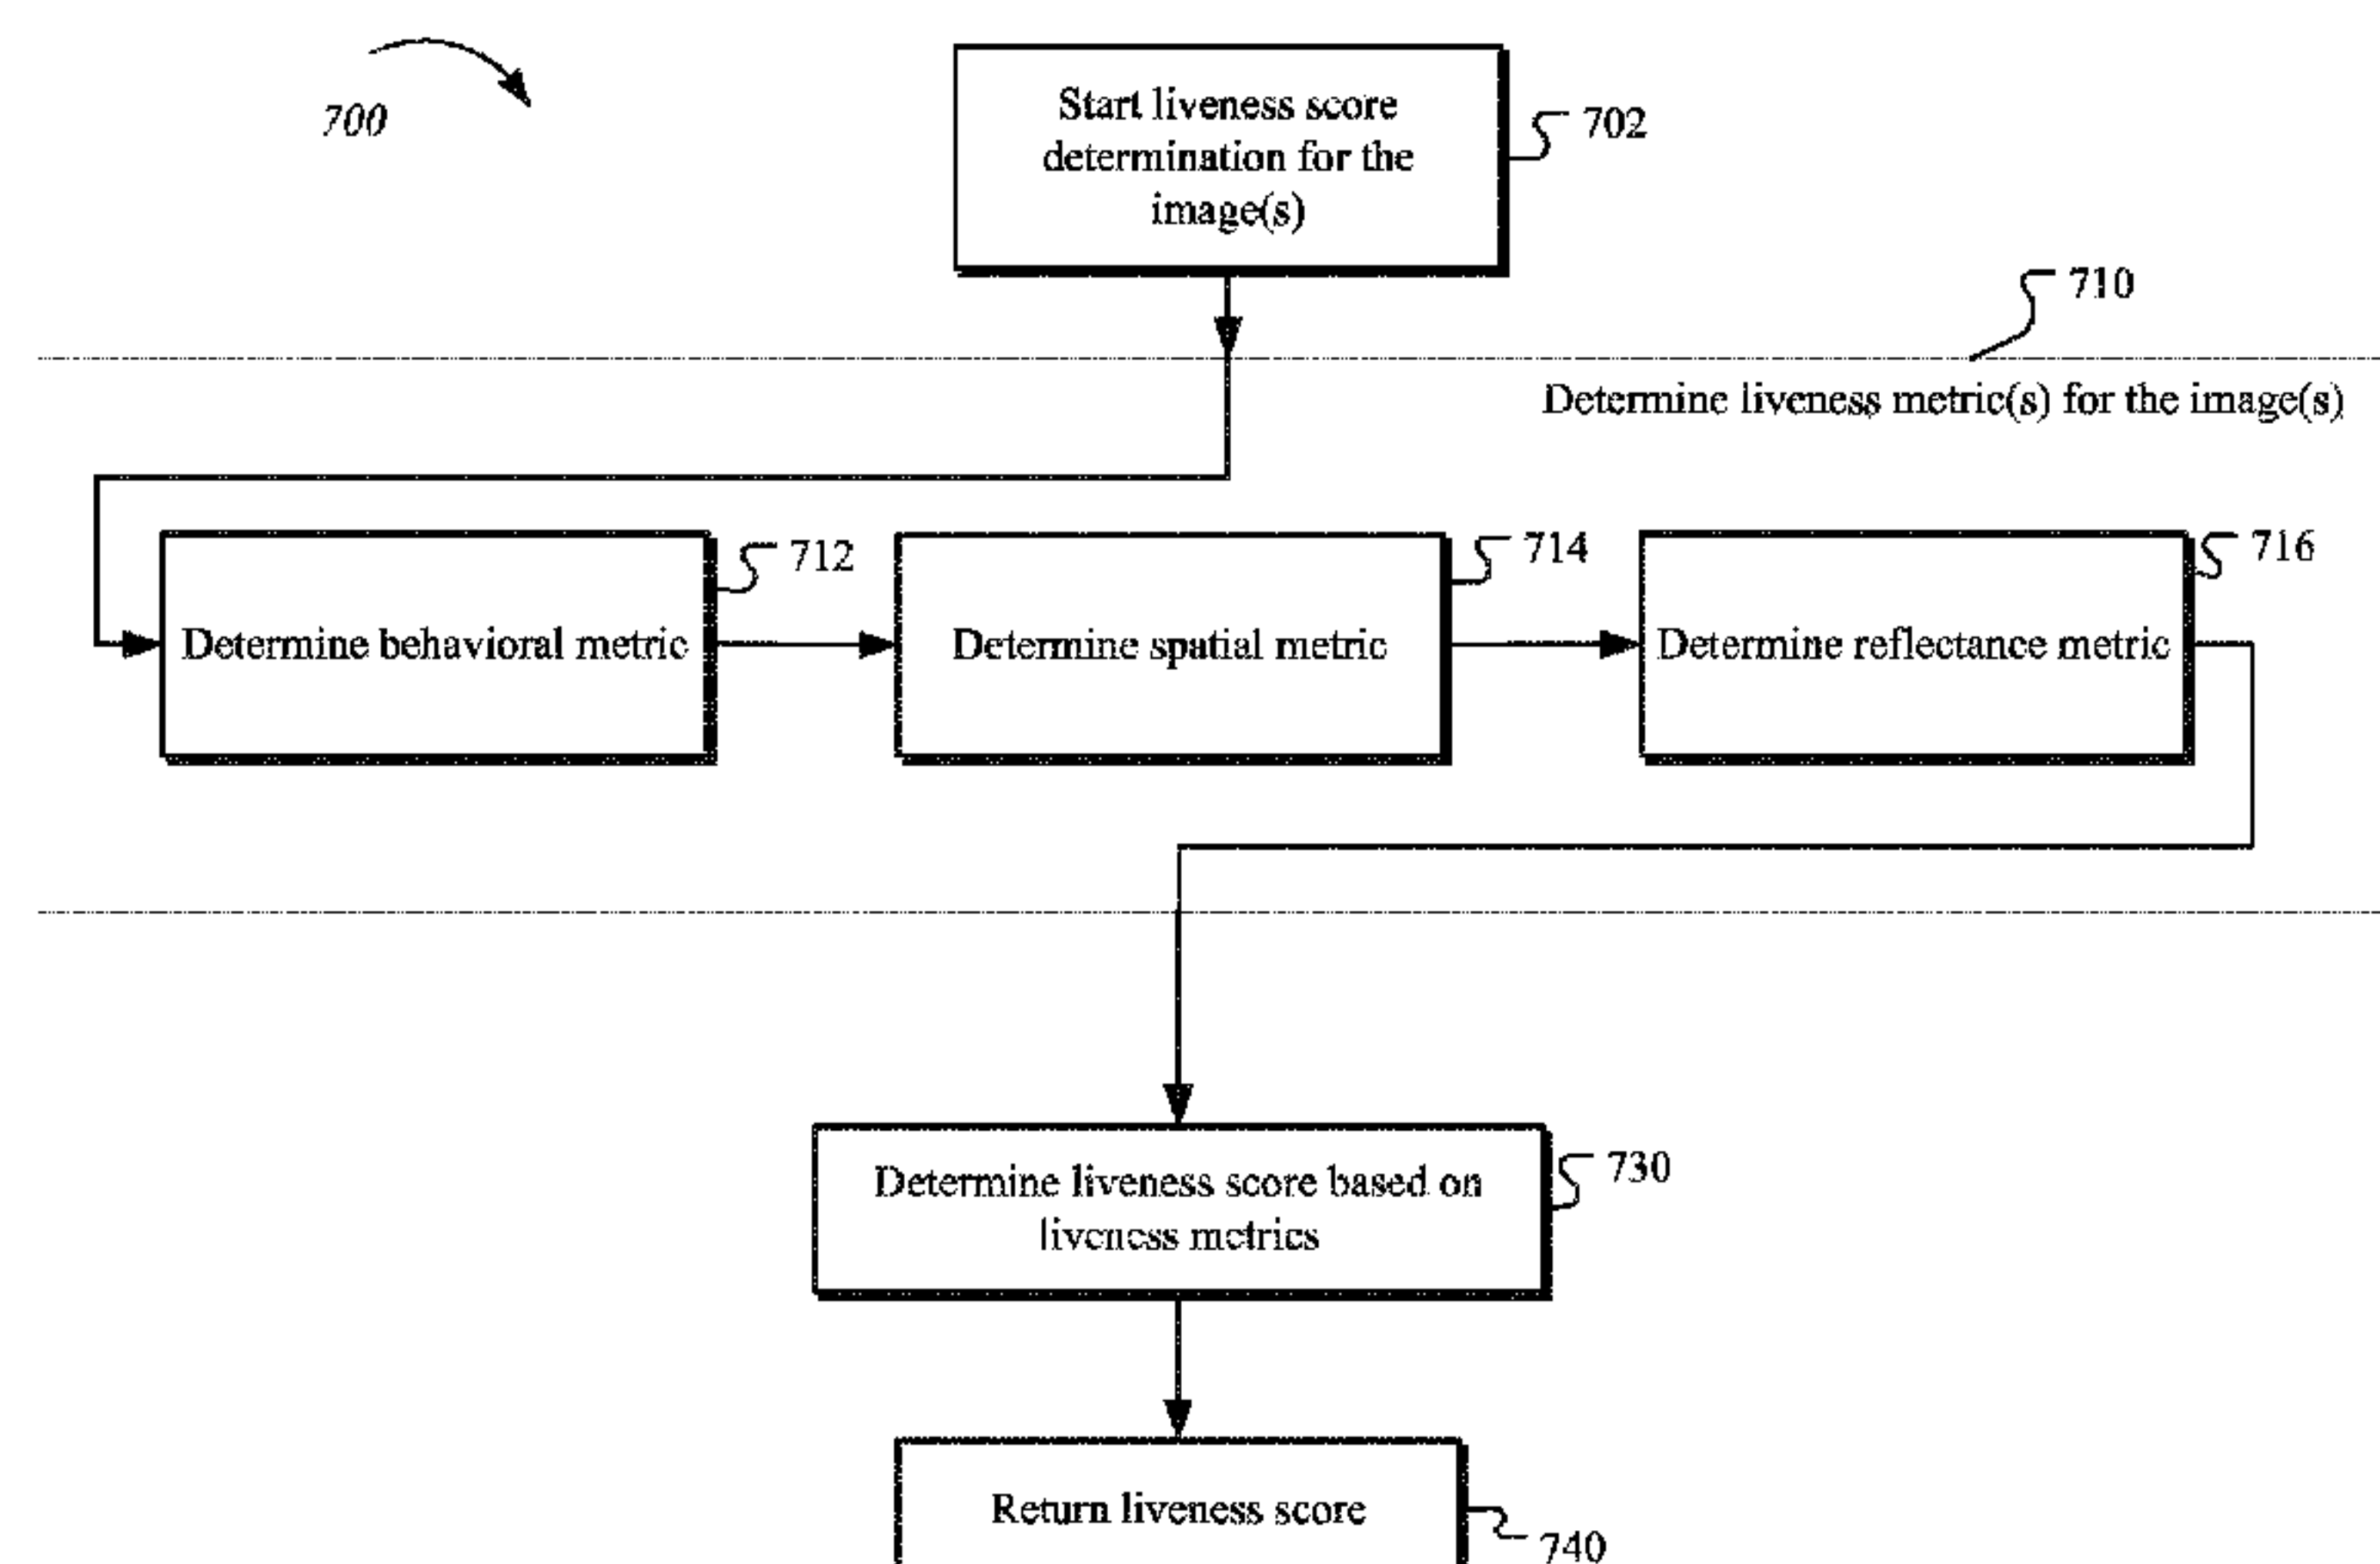 700
Start liveness score
determination for the
image(s)
702
710
Determine liveness metric(s) for the image(s)
712
714
716
Determine behavioral metric
Determine spatial metric
Determine reflectance metric
Determine liveness score based on
liveness metrics
730
Return liveness score
740